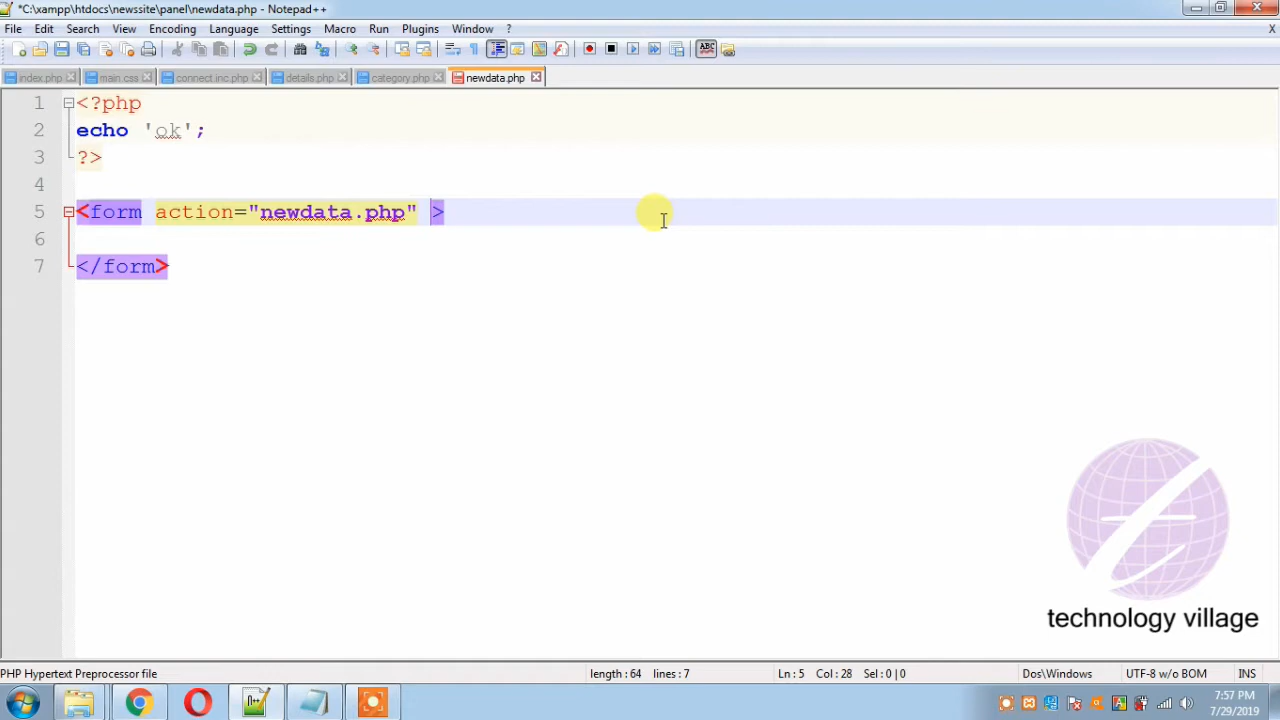 *C:\xampp\htdocs\newssite\panel\newdata.php - Notepad++
File Edit Search View Encoding Language Settings Macro Run Plugins Window ? X
index.php main.css connect.inc.php details.php category.php newdata.php
1 <?php
2 echo 'ok';
3 ?>
4
5 <form action="newdata.php" >
6
7 </form>
technology village
PHP Hypertext Preprocessor file length : 64 lines : 7 Ln : 5 Col : 28 Sel : 0 | 0 Dos\Windows UTF-8 w/o BOM INS
7:57 PM
7/29/2019